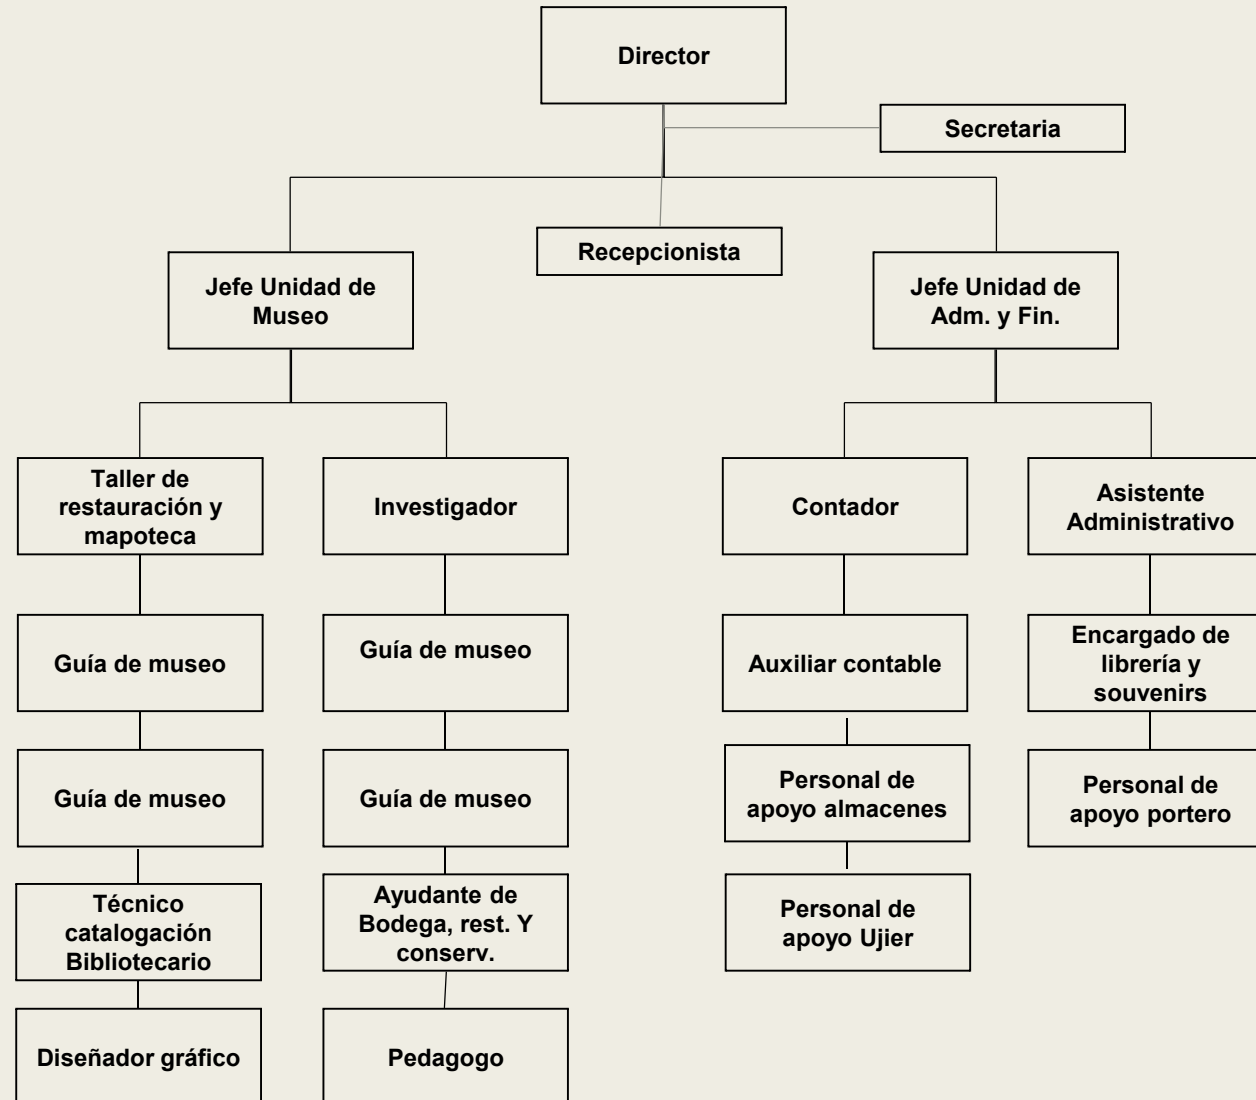 Director
Secretaria
Recepcionista
Jefe Unidad de
Museo
Jefe Unidad de
Adm. y Fin.
Taller de
restauración y
mapoteca
Investigador
Contador
Asistente
Administrativo
Guía de museo
Guía de museo
Auxiliar contable
Encargado de
librería y
souvenirs
Guía de museo
Guía de museo
Personal de
apoyo almacenes
Personal de
apoyo portero
Técnico
catalogación
Bibliotecario
Ayudante de
Bodega, rest. Y
conserv.
Personal de
apoyo Ujier
Diseñador gráfico
Pedagogo